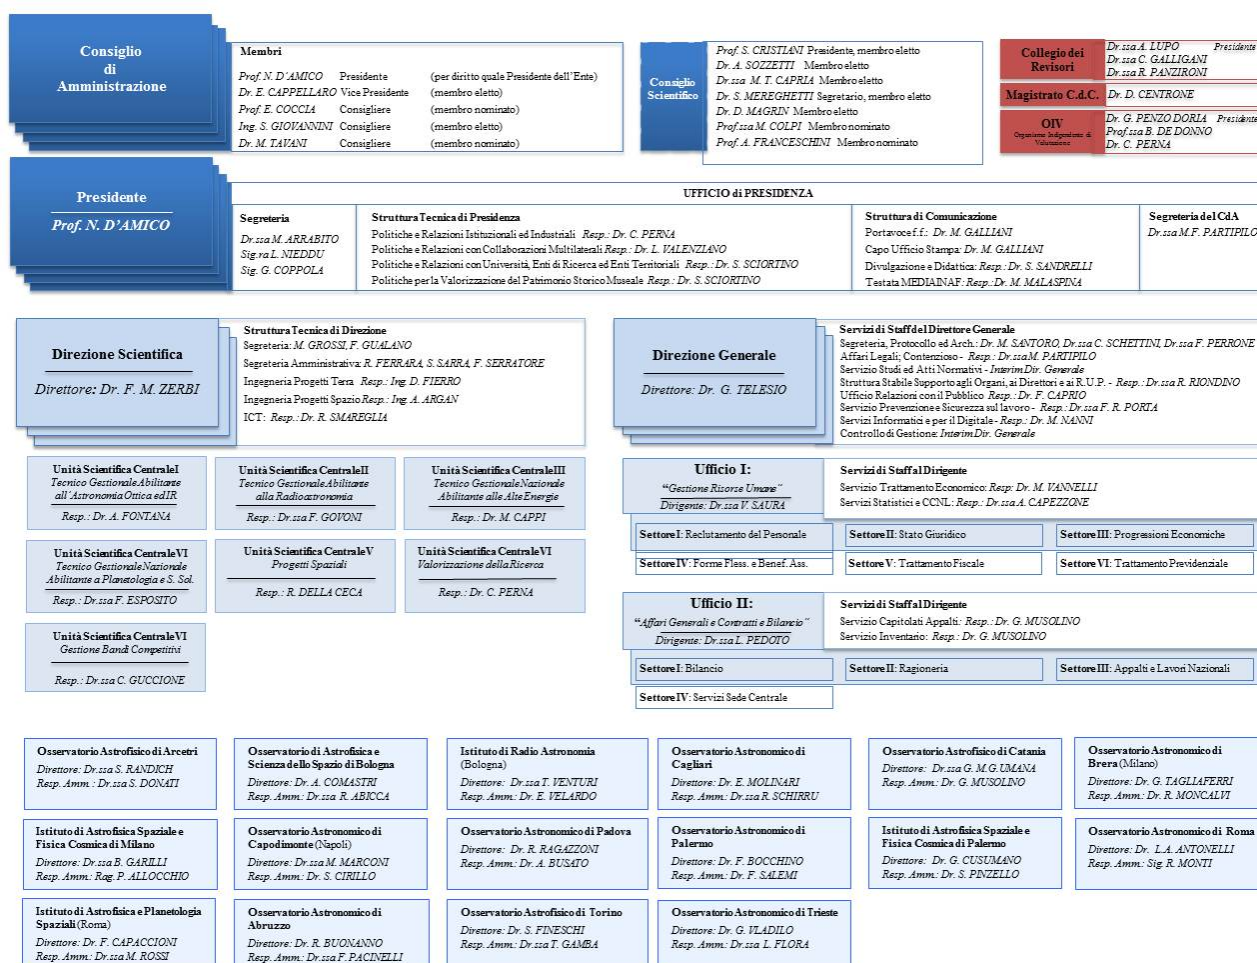 Consiglio
di
Amministrazione
Membri
Prof. N. D'AMICO Presidente (per diritto quale Presidente dell'Ente)
Dr. E. CAPPELLARO Vice Presidente (membro eletto)
Prof. E. COCCIA Consigliere (membro nominato)
Ing. S. GIOVANNINI Consigliere (membro eletto)
Dr. M. TAVANI Consigliere (membro nominato)
Consiglio
Scientifico
Prof. S. CRISTIANI Presidente, membro eletto
Dr. A. SOZZETTI Membro eletto
Dr.ssa M. T. CAPRIA Membro eletto
Dr. S. MEREGHETTI Segretario, membro eletto
Dr. D. MAGRIN Membro eletto
Prof.ssa M. COLPI Membro nominato
Prof. A. FRANCESCHINI Membro nominato
Collegio dei
Revisori
Dr.ssa A. LUPO Presidente
Dr.ssa C. GALLIGANI
Dr.ssa R. PANZIRONI
Magistrato C.d.C.
Dr. D. CENTRONE
OIV
Organismo Indipendente di
Valutazione
Dr. G. PENZO DORIA Presidente
Prof.ssa B. DE DONNO
Dr. C. PERNA
Presidente
Prof. N. D'AMICO
UFFICIO di PRESIDENZA
Segreteria
Dr.ssa M. ARRABITO
Sig.ra L. NIEDDU
Sig. G. COPPOLA
Struttura Tecnica di Presidenza
Politiche e Relazioni Istituzionali ed Industriali Resp.: Dr. C. PERNA
Politiche e Relazioni con Collaborazioni Multilaterali Resp.: Dr. L. VALENZIANO
Politiche e Relazioni con Università, Enti di Ricerca ed Enti Territoriali Resp.: Dr. S. SCIORTINO
Politiche per la Valorizzazione del Patrimonio Storico Museale Resp.: Dr. S. SCIORTINO
Struttura di Comunicazione
Portavoce f.f.: Dr. M. GALLIANI
Capo Ufficio Stampa: Dr. M. GALLIANI
Divulgazione e Didattica: Resp.: Dr. S. SANDRELLI
Testata MEDIAINAF: Resp.: Dr. M. MALASPINA
Segreteria del CdA
Dr.ssa M.F. PARTIPILO
Direzione Scientifica
Direttore: Dr. F. M. ZERBI
Struttura Tecnica di Direzione
Segreteria: M. GROSSI, F. GUALANO
Segreteria Amministrativa: R. FERRARA, S. SARRA, F. SERRATORE
Ingegneria Progetti Terra Resp.: Ing. D. FIERRO
Ingegneria Progetti Spazio Resp.: Ing. A. ARGAN
ICT: Resp.: Dr. R. SMAREGLIA
Direzione Generale
Direttore: Dr. G. TELESIO
Servizi di Staff del Direttore Generale
Segreteria, Protocollo ed Arch.: Dr. M. SANTORO, Dr.ssa C. SCHETTINI, Dr.ssa F. PERRONE
Affari Legali; Contenzioso - Resp.: Dr.ssa M. PARTIPILO
Servizio Studi ed Atti Normativi - Interim Dir. Generale
Struttura Stabile Supporto agli Organi, ai Direttori e ai R.U.P. - Resp.: Dr.ssa R. RIONDINO
Ufficio Relazioni con il Pubblico Resp.: Dr. F. CAPRIO
Servizio Prevenzione e Sicurezza sul lavoro - Resp.: Dr.ssa F. R. PORTA
Servizi Informatici e per il Digitale - Resp.: Dr. M. NANNI
Controllo di Gestione: Interim Dir. Generale
Unità Scientifica Centrale I
Tecnico Gestionale Abilitante
all'Astronomia Ottica ed IR
Resp.: Dr. A. FONTANA
Unità Scientifica Centrale II
Tecnico Gestionale Abilitante
alla Radioastronomia
Resp.: Dr.ssa F. GOVONI
Unità Scientifica Centrale III
Tecnico Gestionale Nazionale
Abilitante alle Alte Energie
Resp.: Dr. M. CAPPI
Unità Scientifica Centrale VI
Tecnico Gestionale Nazionale
Abilitante a Planetologia e S. Sol.
Resp.: Dr.ssa F. ESPOSITO
Unità Scientifica Centrale V
Progetti Spaziali
Resp.: R. DELLA CECA
Unità Scientifica Centrale VI
Valorizzazione della Ricerca
Resp.: Dr. C. PERNA
Unità Scientifica Centrale VI
Gestione Bandi Competitivi
Resp.: Dr.ssa C. GUCCIONE
Ufficio I:
"Gestione Risorse Umane"
Dirigente: Dr.ssa V. SAURA
Servizi di Staff al Dirigente
Servizio Trattamento Economico: Resp: Dr. M. VANNELLI
Servizi Statistici e CCNL: Resp.: Dr.ssa A. CAPEZZONE
Settore I: Reclutamento del Personale
Settore II: Stato Giuridico
Settore III: Progressioni Economiche
Settore IV: Forme Fless. e Benef. Ass.
Settore V: Trattamento Fiscale
Settore VI: Trattamento Previdenziale
Ufficio II:
"Affari Generali e Contratti e Bilancio"
Dirigente: Dr.ssa L. PEDOTO
Servizi di Staff al Dirigente
Servizio Capitolati Appalti: Resp.: Dr. G. MUSOLINO
Servizio Inventario: Resp.: Dr. G. MUSOLINO
Settore I: Bilancio
Settore II: Ragioneria
Settore III: Appalti e Lavori Nazionali
Settore IV: Servizi Sede Centrale
Osservatorio Astrofisico di Arcetri
Direttore: Dr.ssa S. RANDICH
Resp. Amm.: Dr.ssa S. DONATI
Osservatorio di Astrofisica e
Scienza dello Spazio di Bologna
Direttore: Dr. A. COMASTRI
Resp. Amm.: Dr.ssa R. ABICCA
Istituto di Radio Astronomia
(Bologna)
Direttore: Dr.ssa T. VENTURI
Resp. Amm.: Dr. E. VELARDO
Osservatorio Astronomico di
Cagliari
Direttore: Dr. E. MOLINARI
Resp. Amm.: Dr.ssa R. SCHIRRU
Osservatorio Astrofisico di Catania
Direttore: Dr.ssa G. M.G.UMANA
Resp. Amm.: Dr. G. MUSOLINO
Osservatorio Astronomico di
Brera (Milano)
Direttore: Dr. G. TAGLIAFERRI
Resp. Amm.: Dr. R. MONCALVI
Istituto di Astrofisica Spaziale e
Fisica Cosmica di Milano
Direttore: Dr.ssa B. GARILLI
Resp. Amm.: Rag. P. ALLOCCHIO
Osservatorio Astronomico di
Capodimonte (Napoli)
Direttore: Dr.ssa M. MARCONI
Resp. Amm.: Dr. S. CIRILLO
Osservatorio Astronomico di Padova
Direttore: Dr. R. RAGAZZONI
Resp. Amm.: Dr. A. BUSATO
Osservatorio Astronomico di
Palermo
Direttore: Dr. F. BOCCHINO
Resp. Amm.: Dr. F. SALEMI
Istituto di Astrofisica Spaziale e
Fisica Cosmica di Palermo
Direttore: Dr. G. CUSUMANO
Resp. Amm.: Dr. S. PINZELLO
Osservatorio Astronomico di Roma
Direttore: Dr. L.A. ANTONELLI
Resp. Amm.: Sig. R. MONTI
Istituto di Astrofisica e Planetologia
Spaziali (Roma)
Direttore: Dr. F. CAPACCIONI
Resp. Amm.: Dr.ssa M. ROSSI
Osservatorio Astronomico di
Abruzzo
Direttore: Dr. R. BUONANNO
Resp. Amm.: Dr.ssa F. PACINELLI
Osservatorio Astrofisico di Torino
Direttore: Dr. S. FINESCHI
Resp. Amm.: Dr.ssa T. GAMBA
Osservatorio Astronomico di Trieste
Direttore: Dr. G. VLADILO
Resp. Amm.: Dr.ssa L. FLORA